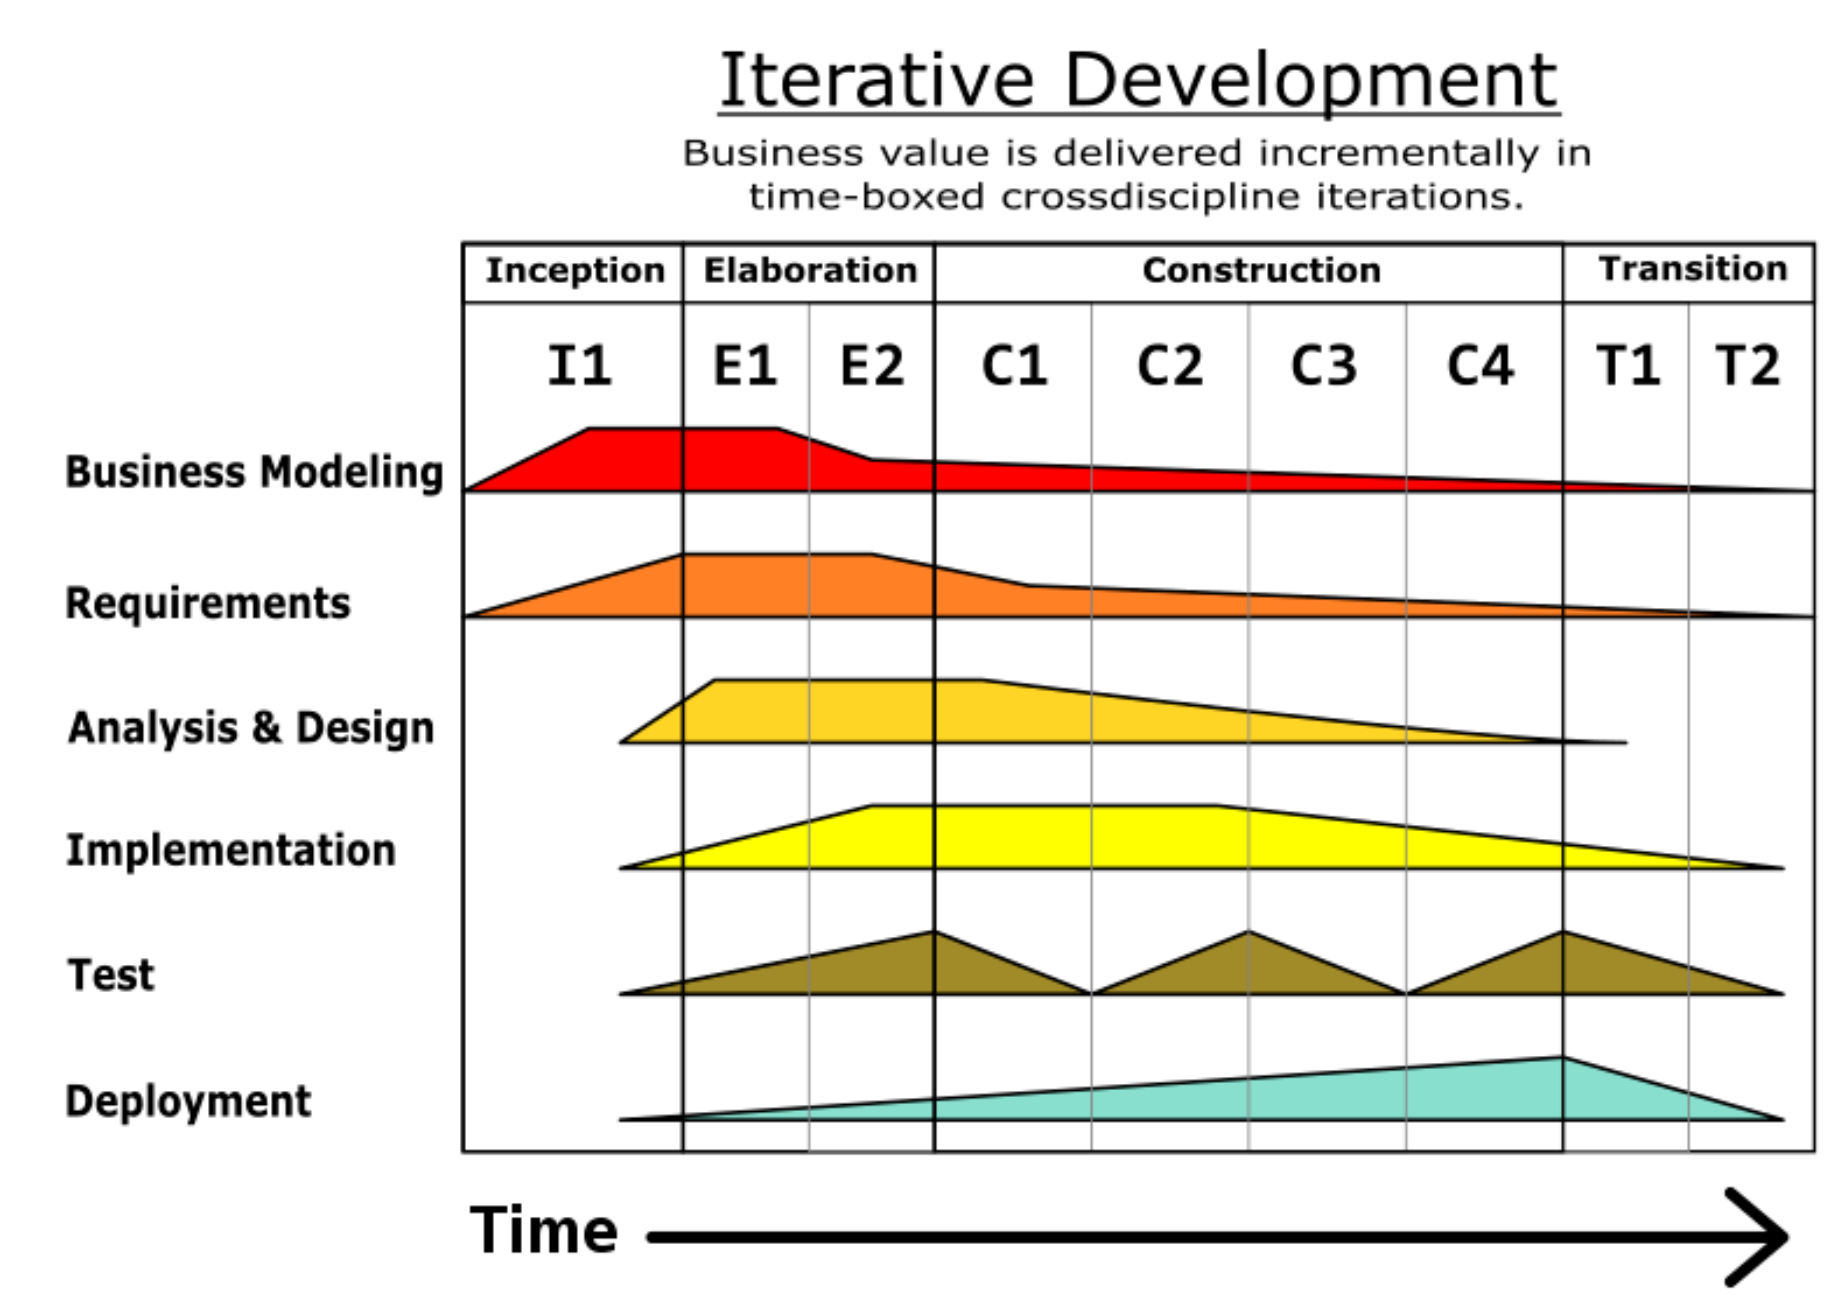 Iterative Development
Business value is delivered incrementally in
time-boxed crossdiscipline iterations.
Inception Elaboration Construction Transition
I1 E1 E2 C1 C2 C3 C4 T1 T2
Business Modeling
Requirements
Analysis & Design
Implementation
Test
Deployment
Time